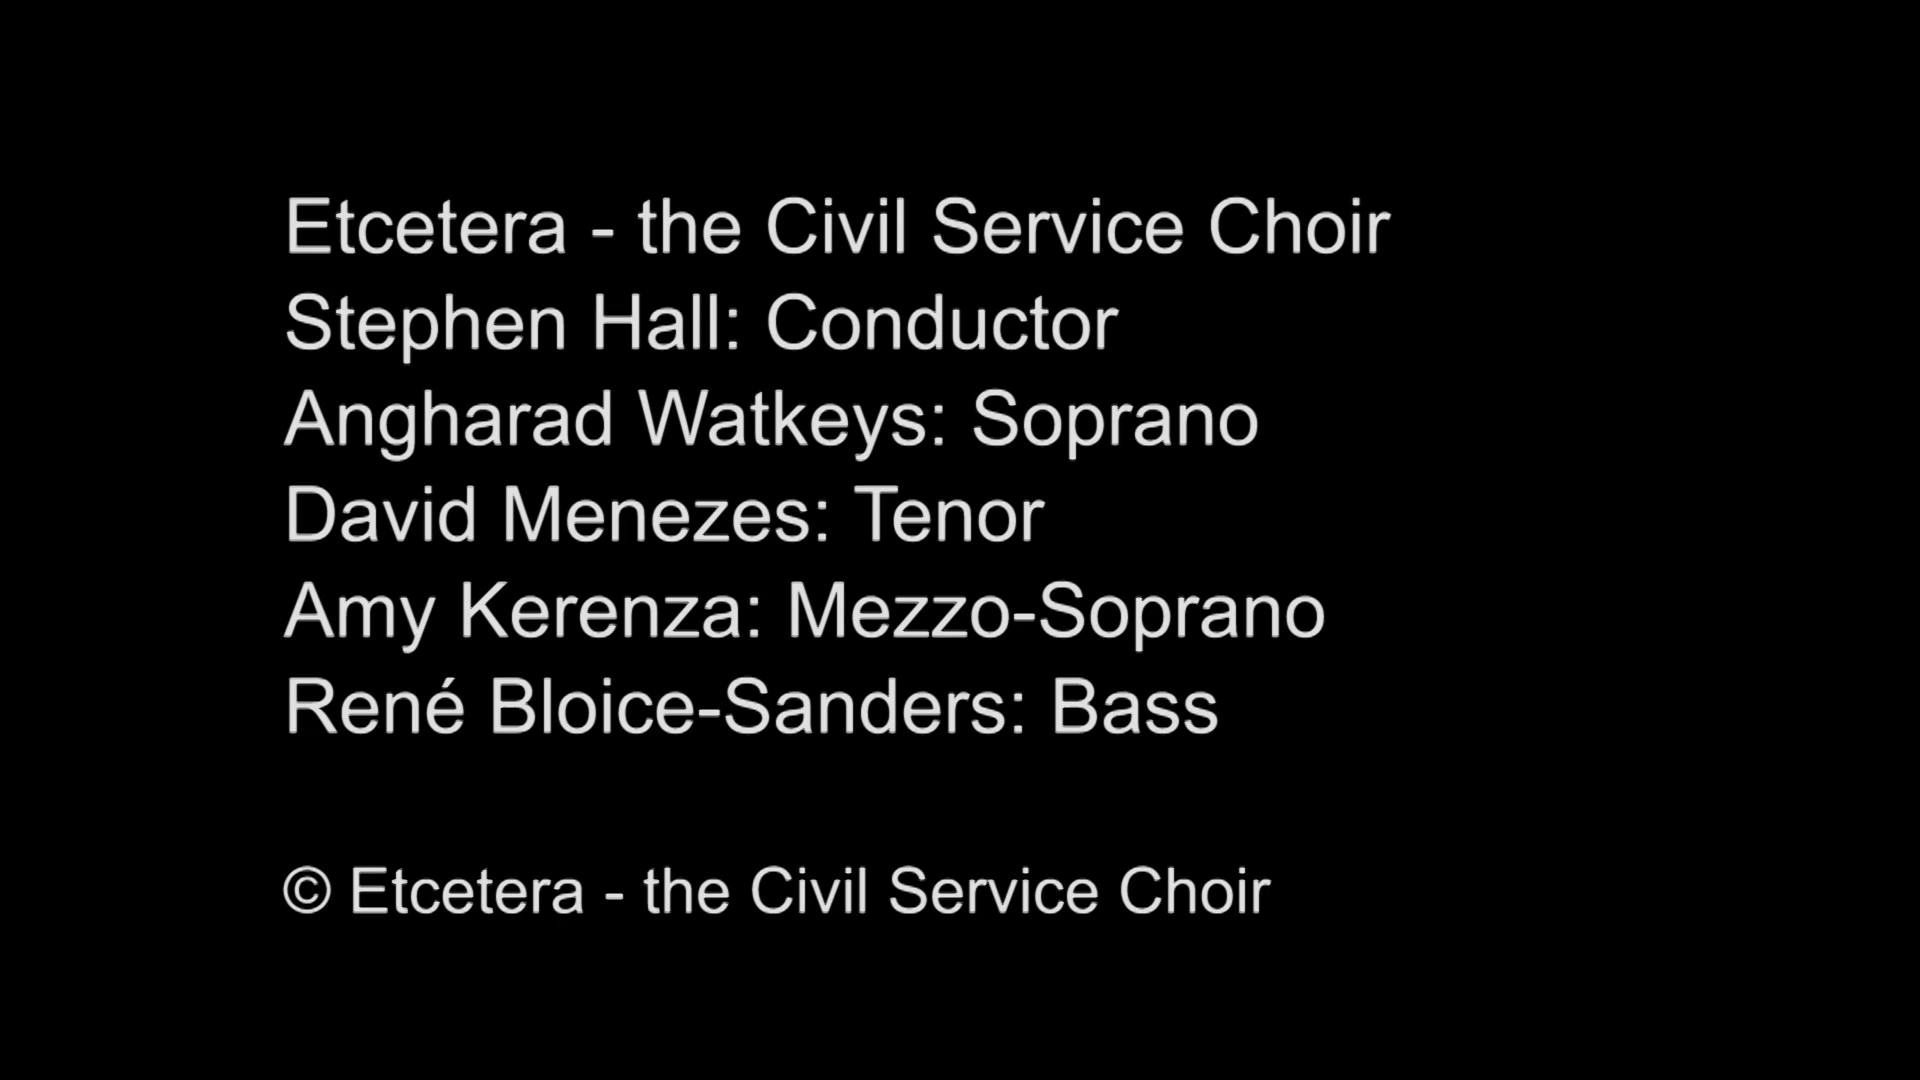 Etcetera - the Civil Service Choir
Stephen Hall: Conductor
Angharad Watkeys: Soprano
David Menezes: Tenor
Amy Kerenza: Mezzo-Soprano
René Bloice-Sanders: Bass
© Etcetera - the Civil Service Choir